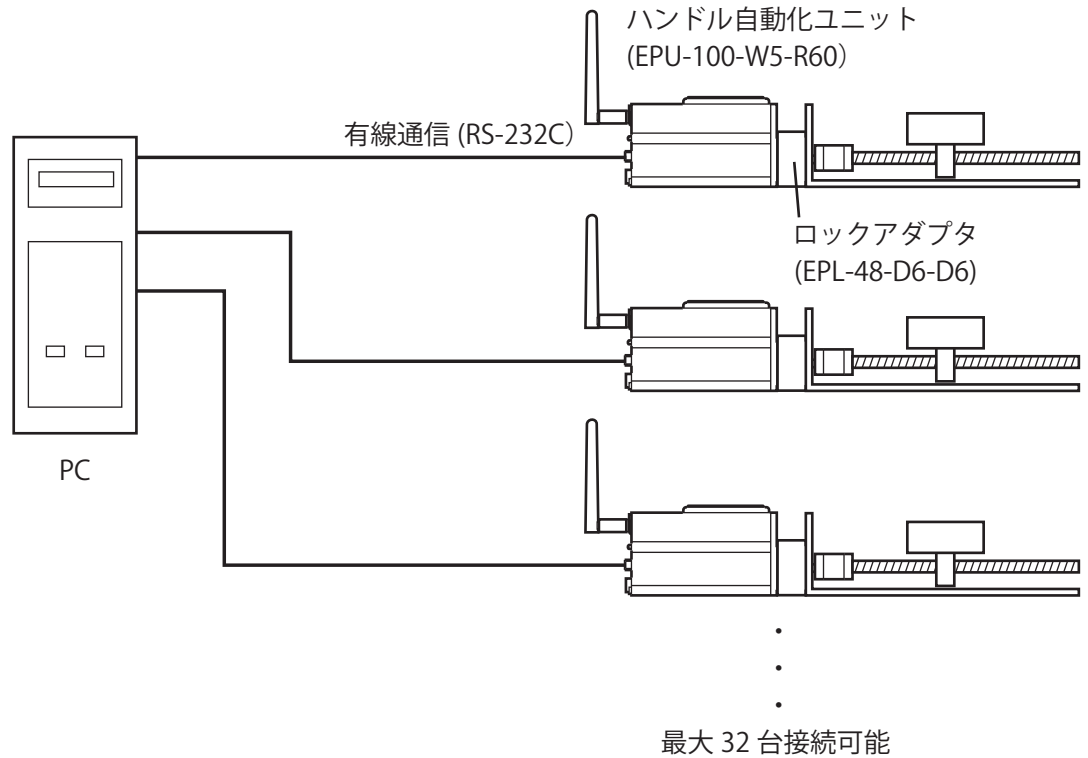 ハンドル自動化ユニット
(EPU-100-W5-R60）
有線通信 (RS-232C）
ロックアダプタ
(EPL-48-D6-D6)
PC
・
・
・
最大 32 台接続可能